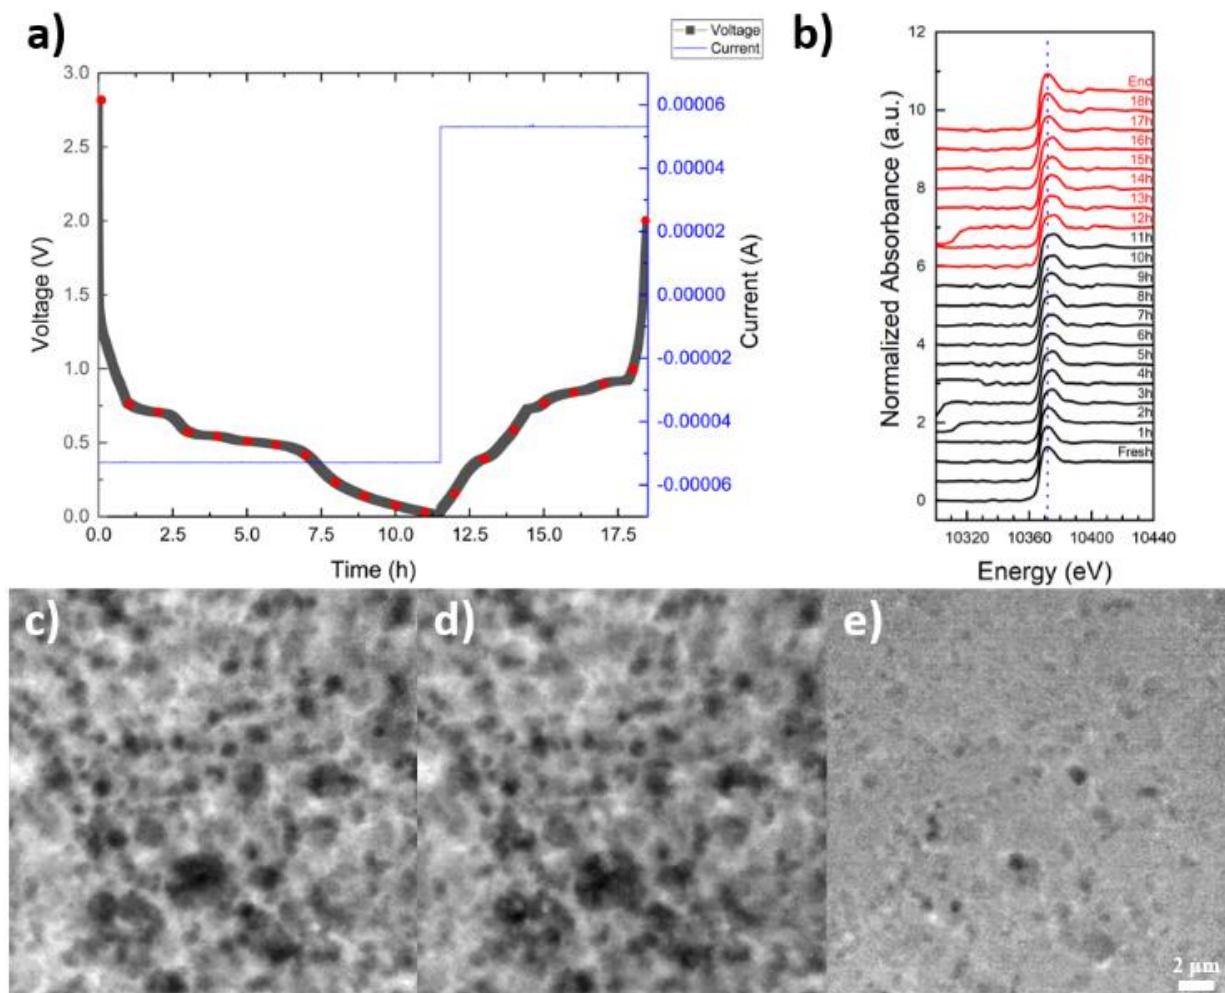 a)
Voltage
Current
3.0
2.5
2.0
1.5
1.0
0.5
0.0
Voltage (V)
0.00006
0.00004
0.00002
0.00000
-0.00002
-0.00004
-0.00006
Current (A)
0.0 2.5 5.0 7.5 10.0 12.5 15.0 17.5
Time (h)
b)
12
10
8
6
4
2
0
Normalized Absorbance (a.u.)
End
18h
17h
16h
15h
14h
13h
12h
11h
10h
9h
8h
7h
6h
5h
4h
3h
2h
1h
Fresh
10320 10360 10400 10440
Energy (eV)
c)
d)
e)
2 μm